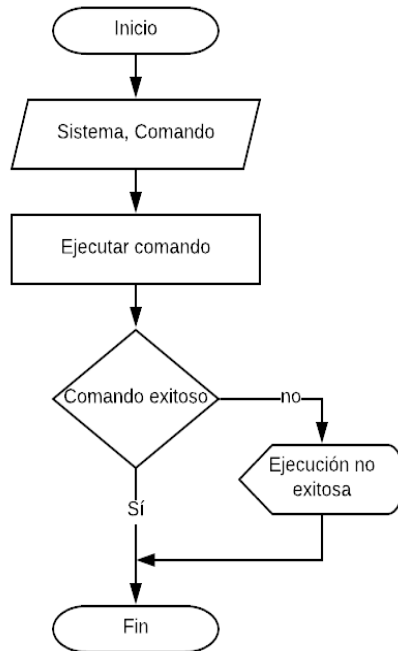 Inicio
Sistema, Comando
Ejecutar comando
Comando exitoso
no
Ejecución no
exitosa
Sí
Fin